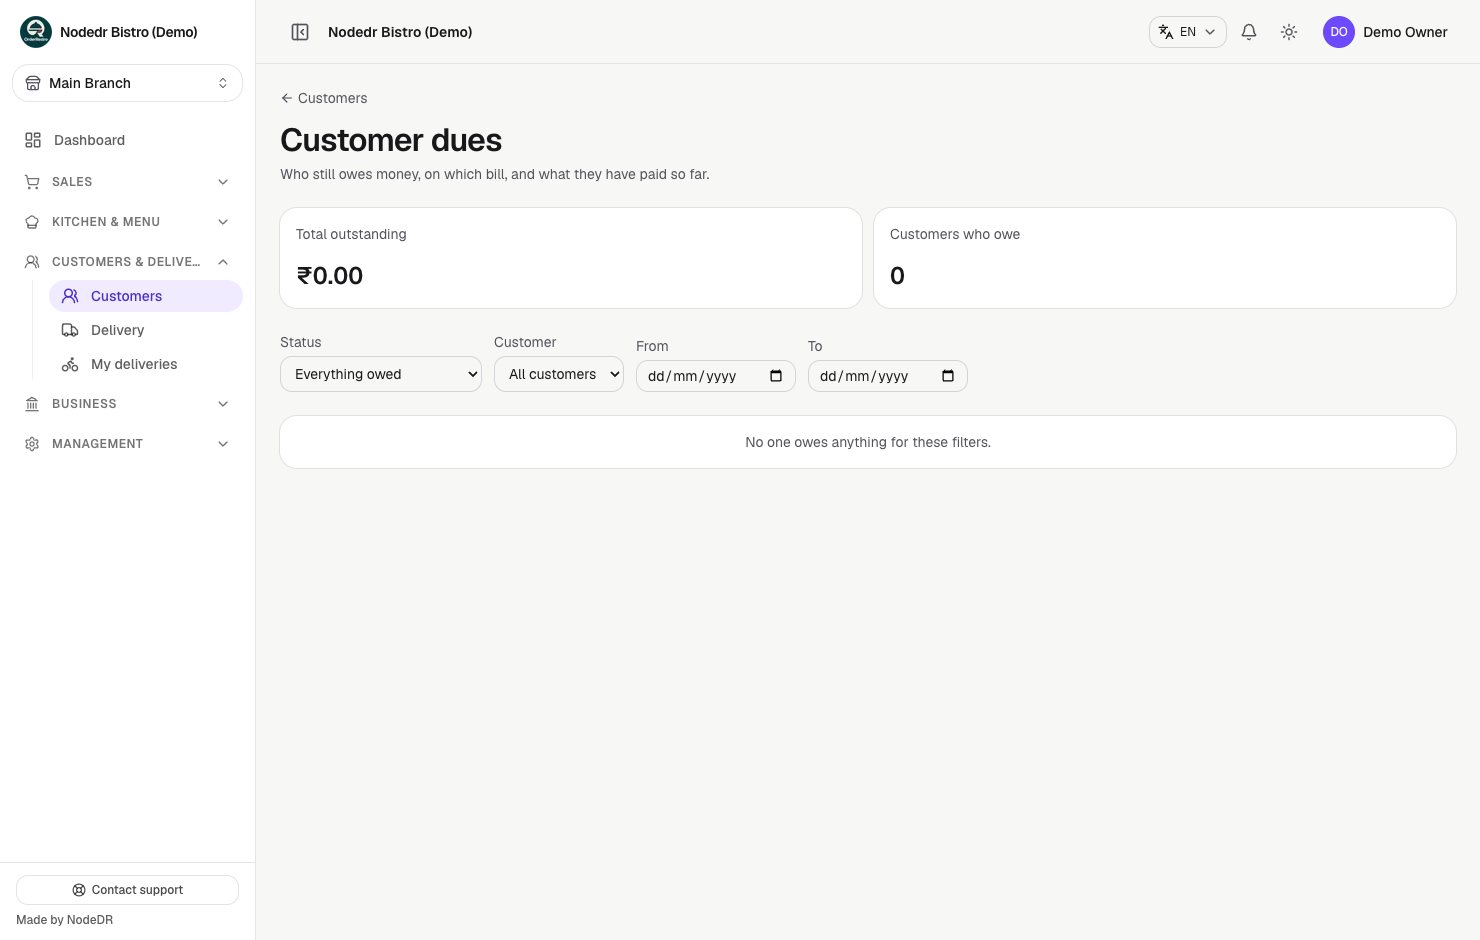 Nodedr Bistro (Demo)
Main Branch
Dashboard
SALES
KITCHEN & MENU
CUSTOMERS & DELIVE...
Customers
Delivery
My deliveries
BUSINESS
MANAGEMENT
Contact support
Made by NodeDR
Nodedr Bistro (Demo)
EN
DO
Demo Owner
Customers
Customer dues
Who still owes money, on which bill, and what they have paid so far.
Total outstanding
₹0.00
Customers who owe
0
Status
Everything owed
Customer
All customers
From
dd/mm/yyyy
To
dd/mm/yyyy
No one owes anything for these filters.